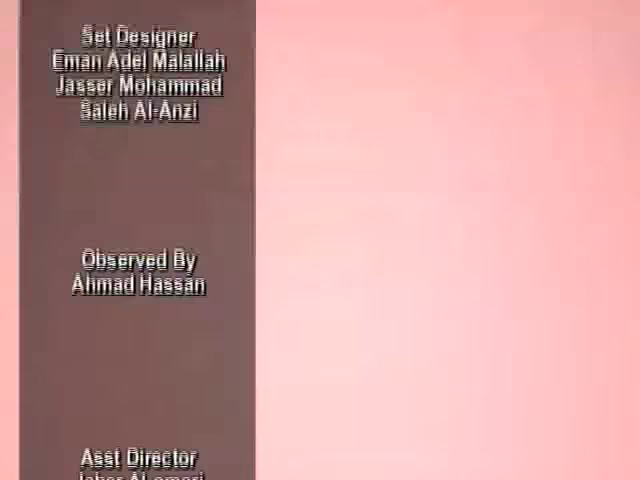 Set Designer
Eman Adel Malallah
Jasser Mohammad
Saleh Al-Anzi
Observed By
Ahmad Hassan
Asst Director